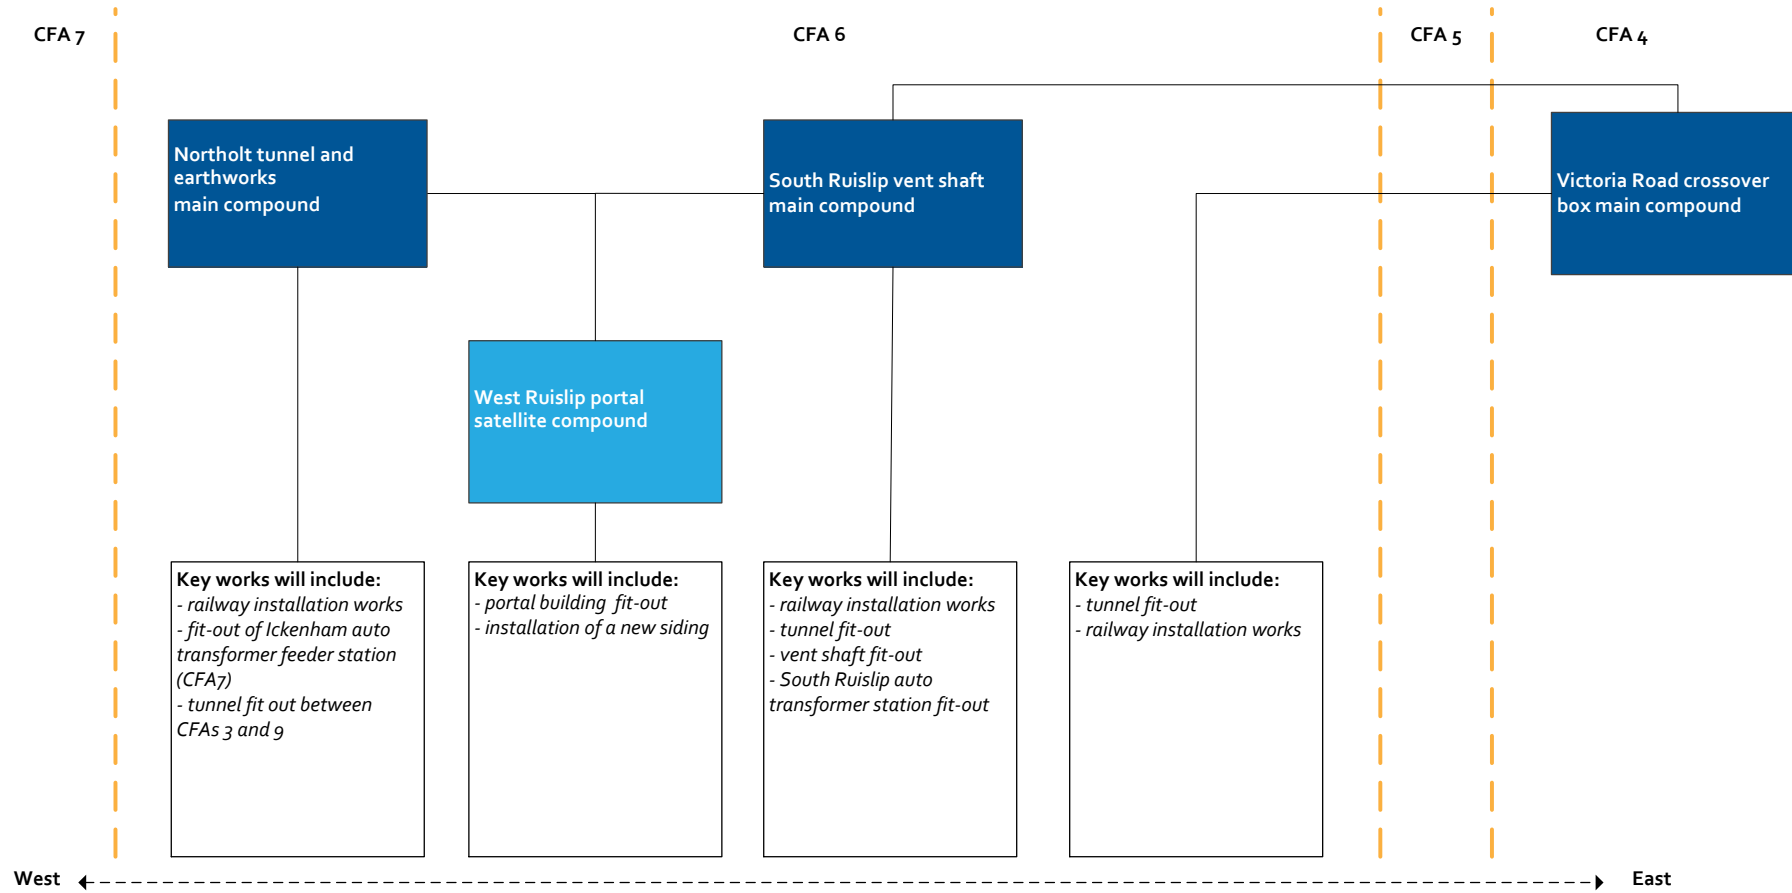 CFA 7
CFA 6
CFA 5
CFA 4
Northolt tunnel and
earthworks
main compound
South Ruislip vent shaft
main compound
Victoria Road crossover
box main compound
West Ruislip portal
satellite compound
Key works will include:
- railway installation works
- fit-out of Ickenham auto
transformer feeder station
(CFA7)
- tunnel fit out between
CFAs 3 and 9
Key works will include:
- portal building fit-out
- installation of a new siding
Key works will include:
- railway installation works
- tunnel fit-out
- vent shaft fit-out
- South Ruislip auto
transformer station fit-out
Key works will include:
- tunnel fit-out
- railway installation works
West
East